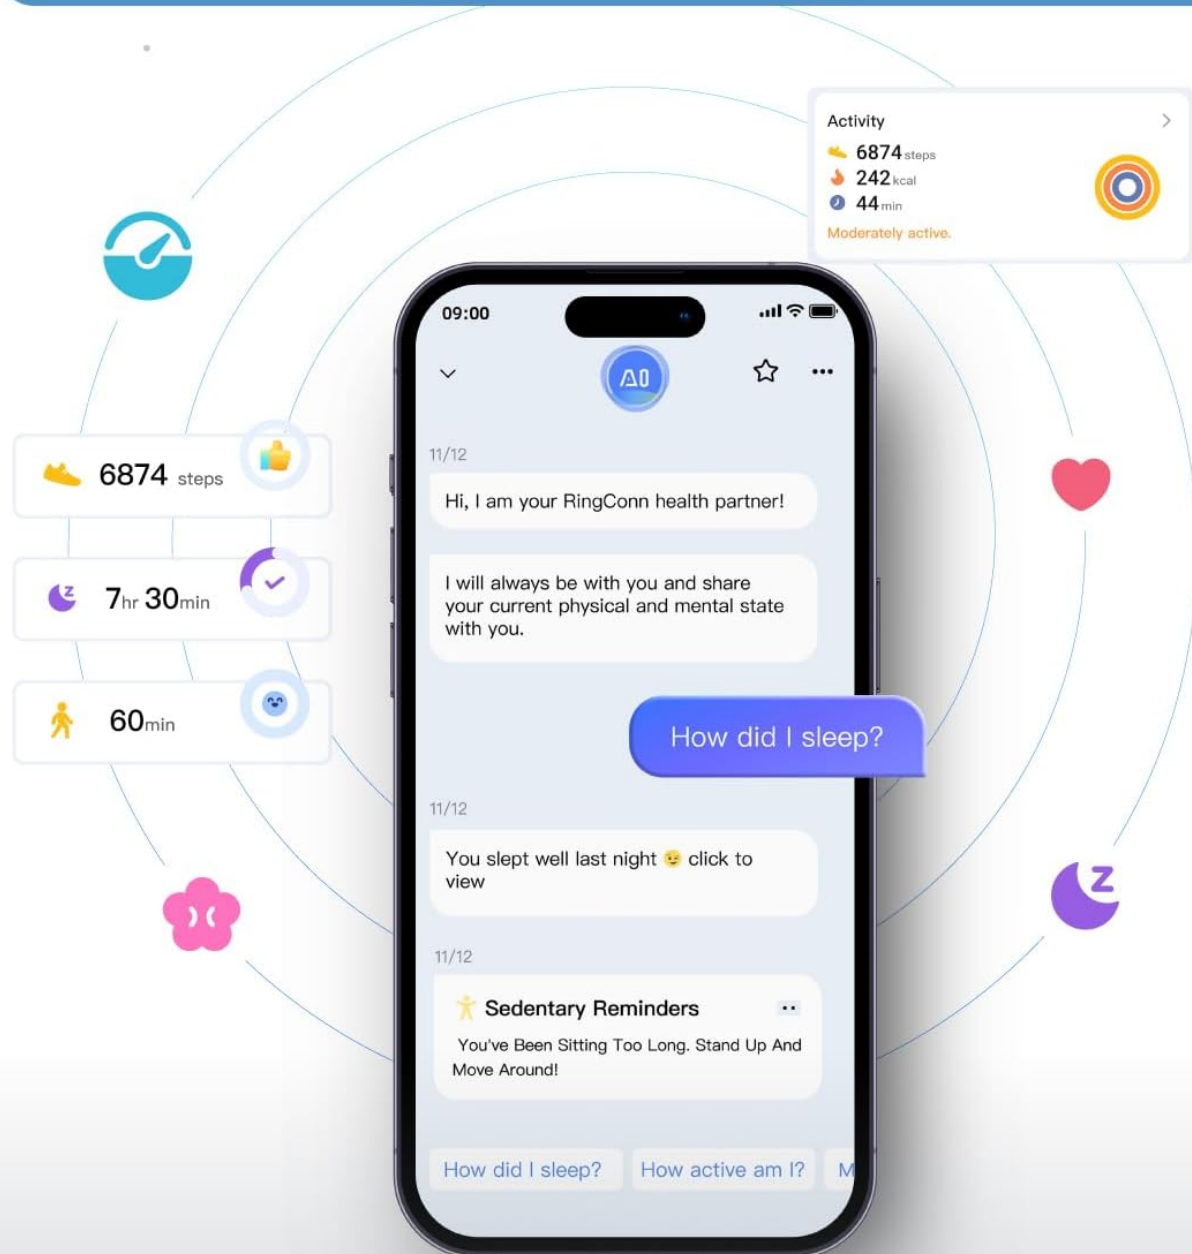 Activity
6874 steps
242 kcal
44 min
Moderately active.
09:00
AI
11/12
Hi, I am your RingConn health partner!
I will always be with you and share
your current physical and mental state
with you.
How did I sleep?
11/12
You slept well last night 😉 click to
view
11/12
Sedentary Reminders
You've Been Sitting Too Long. Stand Up And
Move Around!
How did I sleep?
How active am I?
M
6874 steps
7hr 30min
60min
z
z